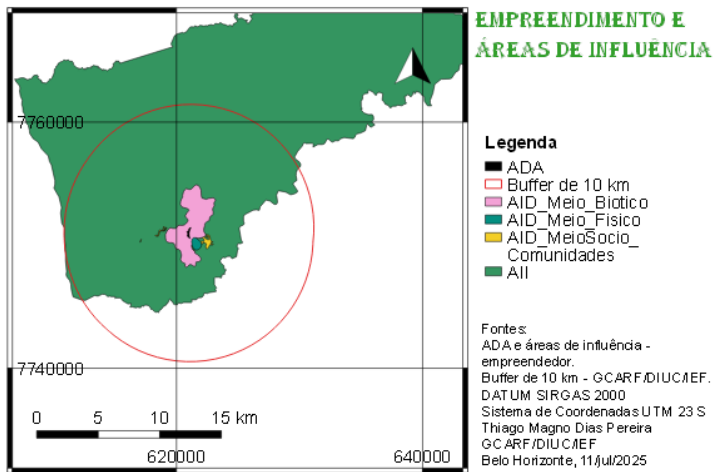 EMPREENDIMENTO E
ÁREAS DE INFLUÊNCIA
7760000
7740000
0 5 10 15 km
620000 640000
Legenda
ADA
Buffer de 10 km
AID_Meio_Biotico
AID_Meio_Fisico
AID_MeioSocio_
Comunidades
AII
Fontes:
ADA e áreas de influência -
empreendedor.
Buffer de 10 km - GCARF/DIUC/IEF.
DATUM SIRGAS 2000
Sistema de Coordenadas UTM 23 S
Thiago Magno Dias Pereira
GCARF/DIUC/IEF
Belo Horizonte, 11/jul/2025